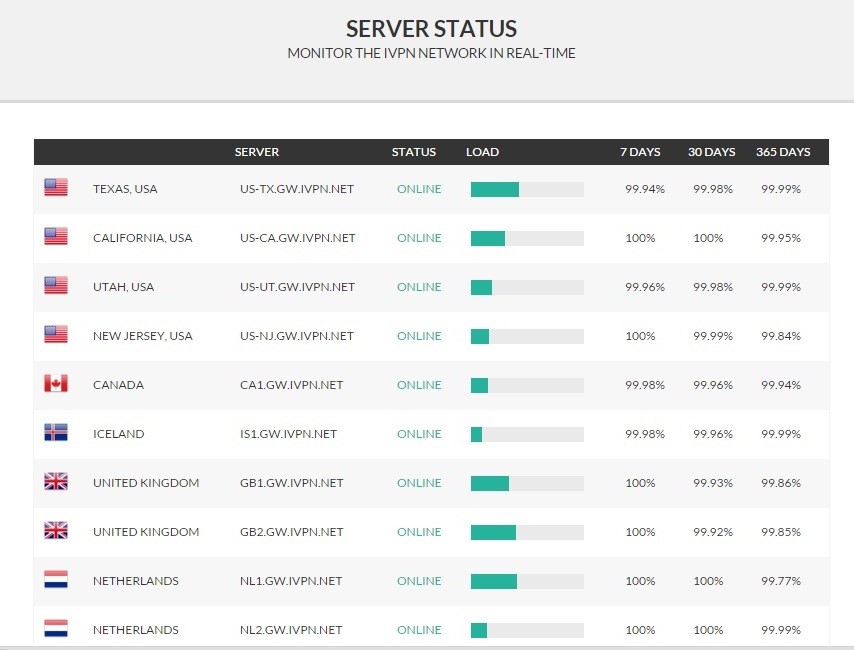 SERVER STATUS
MONITOR THE IVPN NETWORK IN REAL-TIME
SERVER STATUS LOAD 7 DAYS 30 DAYS 365 DAYS
TEXAS, USA US-TX.GW.IVPN.NET ONLINE 99.94% 99.98% 99.99%
CALIFORNIA, USA US-CA.GW.IVPN.NET ONLINE 100% 100% 99.95%
UTAH, USA US-UT.GW.IVPN.NET ONLINE 99.96% 99.98% 99.99%
NEW JERSEY, USA US-NJ.GW.IVPN.NET ONLINE 100% 99.99% 99.84%
CANADA CA1.GW.IVPN.NET ONLINE 99.98% 99.96% 99.94%
ICELAND IS1.GW.IVPN.NET ONLINE 99.98% 99.96% 99.99%
UNITED KINGDOM GB1.GW.IVPN.NET ONLINE 100% 99.93% 99.86%
UNITED KINGDOM GB2.GW.IVPN.NET ONLINE 100% 99.92% 99.85%
NETHERLANDS NL1.GW.IVPN.NET ONLINE 100% 100% 99.77%
NETHERLANDS NL2.GW.IVPN.NET ONLINE 100% 100% 99.99%